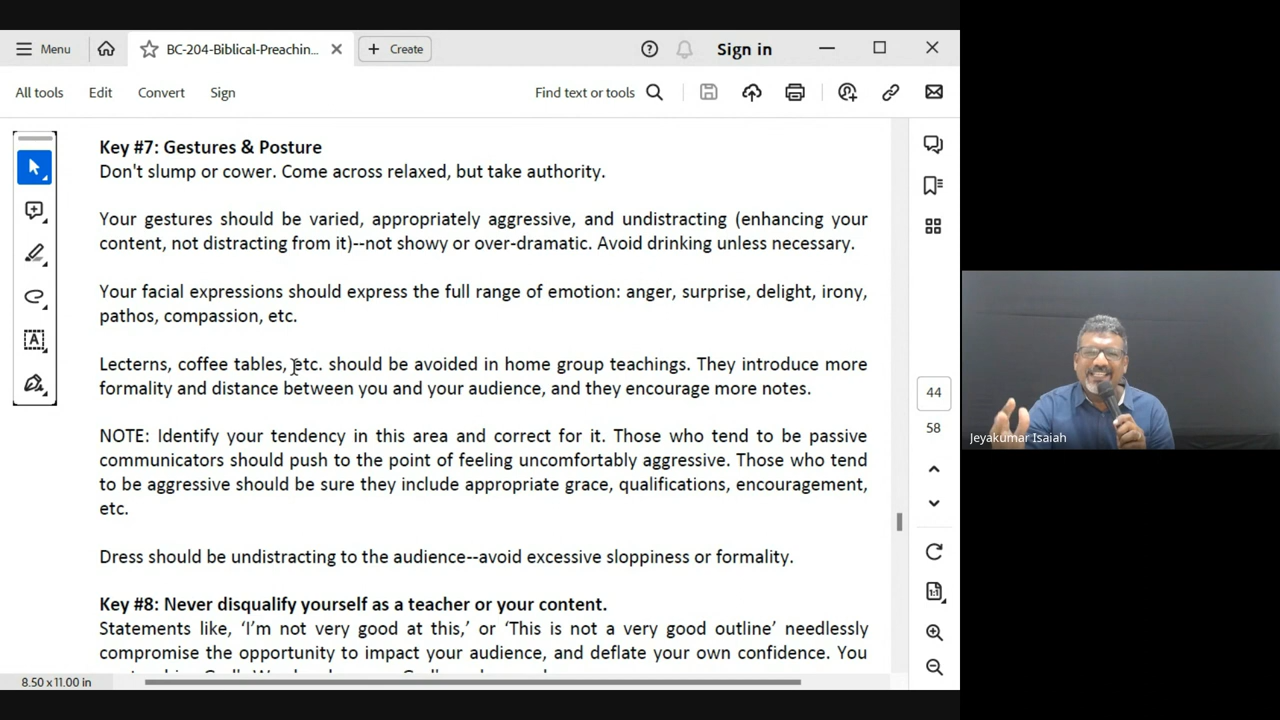 Menu
BC-204-Biblical-Preachin...
Create
Sign in
All tools
Edit
Convert
Sign
Find text or tools
Key #7: Gestures & Posture
Don't slump or cower. Come across relaxed, but take authority.
Your gestures should be varied, appropriately aggressive, and undistracting (enhancing your
content, not distracting from it)--not showy or over-dramatic. Avoid drinking unless necessary.
Your facial expressions should express the full range of emotion: anger, surprise, delight, irony,
pathos, compassion, etc.
Lecterns, coffee tables, etc. should be avoided in home group teachings. They introduce more
formality and distance between you and your audience, and they encourage more notes.
NOTE: Identify your tendency in this area and correct for it. Those who tend to be passive
communicators should push to the point of feeling uncomfortably aggressive. Those who tend
to be aggressive should be sure they include appropriate grace, qualifications, encouragement,
etc.
Dress should be undistracting to the audience--avoid excessive sloppiness or formality.
Key #8: Never disqualify yourself as a teacher or your content.
Statements like, ‘I’m not very good at this,’ or ‘This is not a very good outline’ needlessly
compromise the opportunity to impact your audience, and deflate your own confidence. You
44
58
1:1
8.50 x 11.00 in
Jeyakumar Isaiah